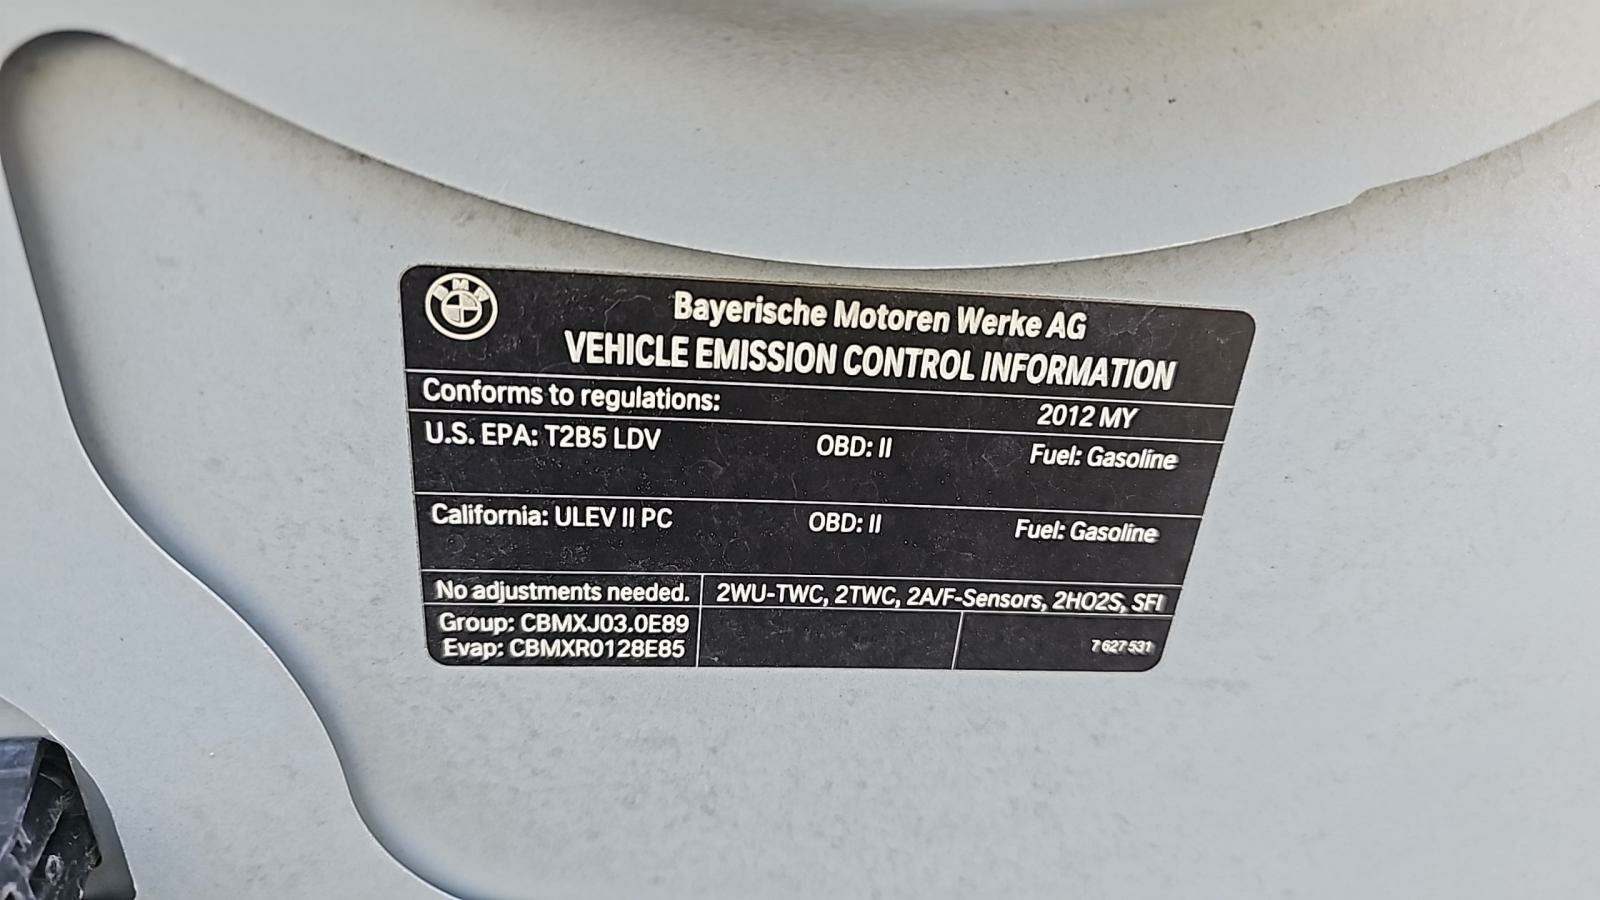 BMW
Bayerische Motoren Werke AG
VEHICLE EMISSION CONTROL INFORMATION
Conforms to regulations: 2012 MY
U.S. EPA: T2B5 LDV OBD: II Fuel: Gasoline
California: ULEV II PC OBD: II Fuel: Gasoline
No adjustments needed. 2WU-TWC, 2TWC, 2A/F-Sensors, 2HO2S, SFI
Group: CBMXJ03.0E89
Evap: CBMXR0128E85
7 627 531